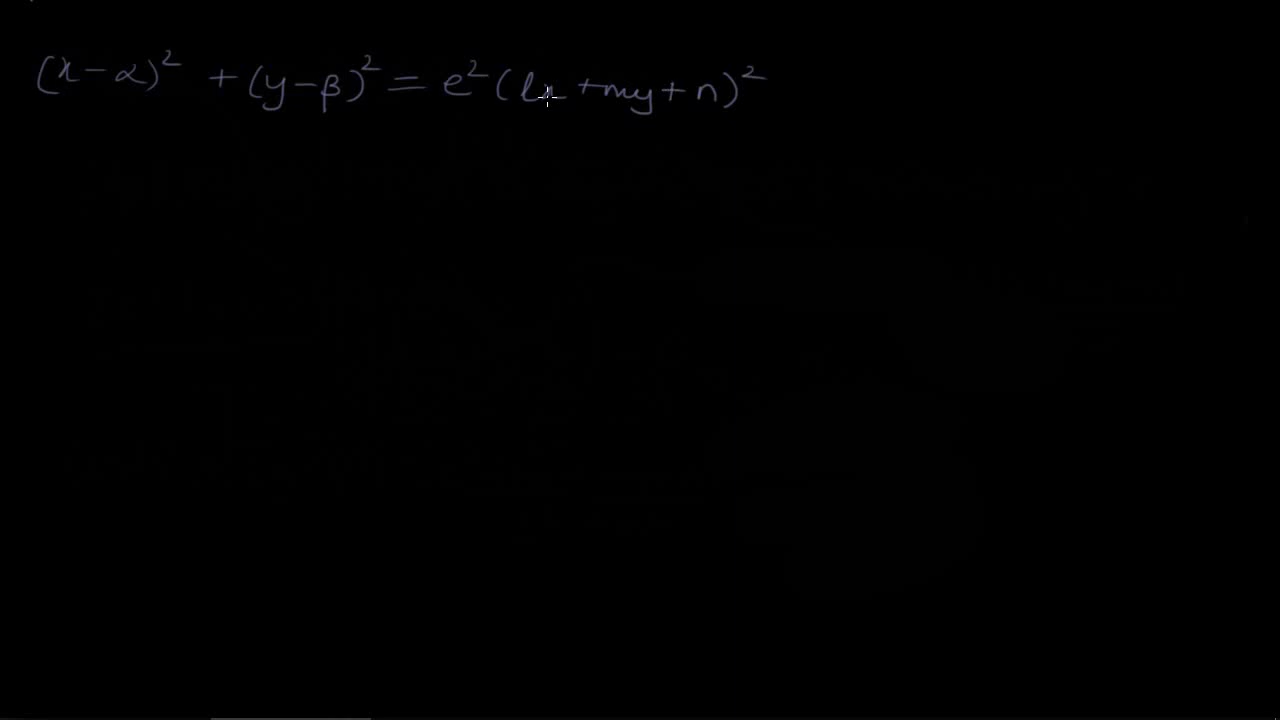 (x-α)² + (y-β)² = e² (lx + my + n)²